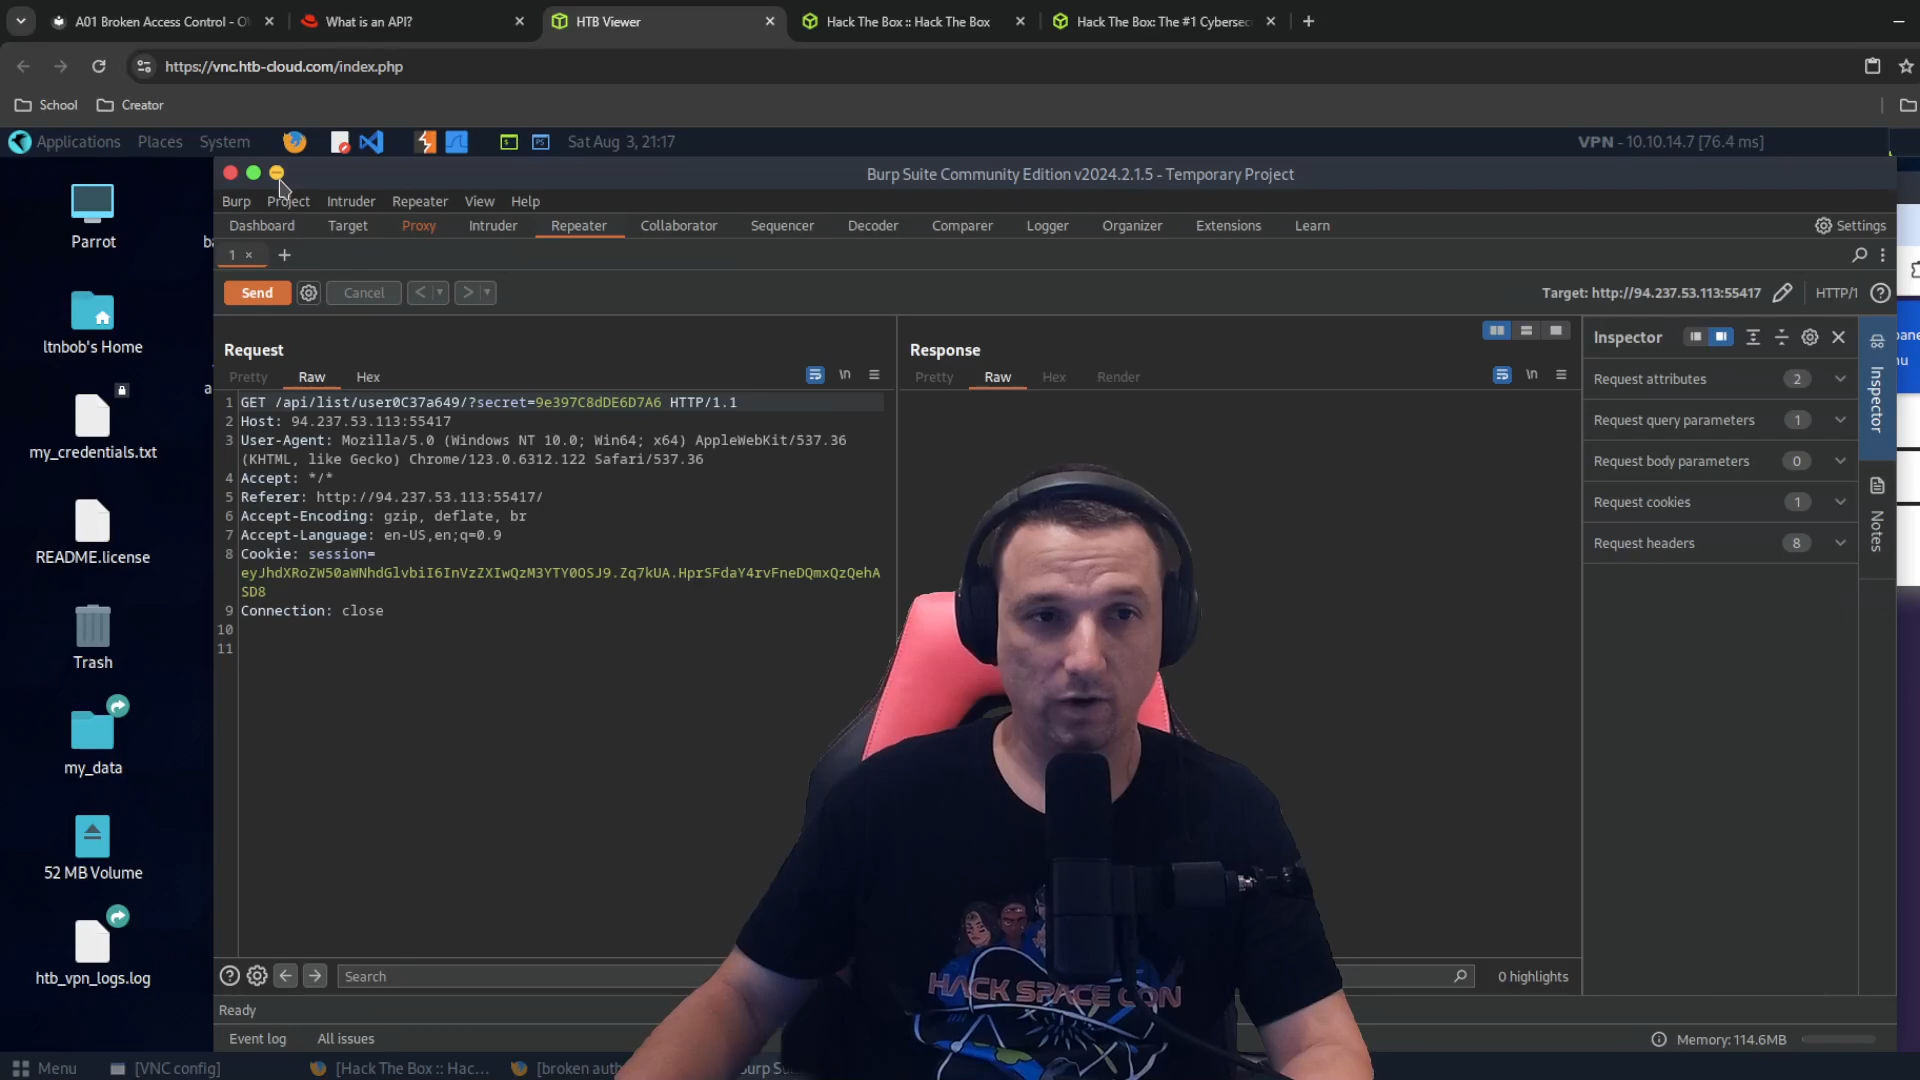 A01 Broken Access Control - O
What is an API?
HTB Viewer
Hack The Box :: Hack The Box
Hack The Box: The #1 Cybersec
https://vnc.htb-cloud.com/index.php
School
Creator
Applications Places System
Sat Aug 3, 21:17
VPN - 10.10.14.7 [76.4 ms]
Burp Suite Community Edition v2024.2.1.5 - Temporary Project
Burp Project Intruder Repeater View Help
Dashboard Target Proxy Intruder Repeater Collaborator Sequencer Decoder Comparer Logger Organizer Extensions Learn Settings
1 × +
Send Cancel < >
Target: http://94.237.53.113:55417 HTTP/1
Request
Pretty Raw Hex \n
1 GET /api/list/user0C37a649/?secret=9e397C8dDE6D7A6 HTTP/1.1
2 Host: 94.237.53.113:55417
3 User-Agent: Mozilla/5.0 (Windows NT 10.0; Win64; x64) AppleWebKit/537.36
(KHTML, like Gecko) Chrome/123.0.6312.122 Safari/537.36
4 Accept: */*
5 Referer: http://94.237.53.113:55417/
6 Accept-Encoding: gzip, deflate, br
7 Accept-Language: en-US,en;q=0.9
8 Cookie: session=
eyJhdXRoZW50aWNhdGlvbiI6InVzZXIwQzM3YTY0OSJ9.Zq7kUA.HprSFdaY4rvFneDQmxQzQehA
SD8
9 Connection: close
10
11
Response
Pretty Raw Hex Render \n
Inspector
Request attributes 2
Request query parameters 1
Request body parameters 0
Request cookies 1
Request headers 8
Inspector
Notes
Parrot
ltnbob's Home
my_credentials.txt
README.license
Trash
my_data
52 MB Volume
htb_vpn_logs.log
HACK SPACE CON
Search
0 highlights
Ready
Event log All issues
Memory: 114.6MB
Menu
[VNC config]
[Hack The Box :: Hac...
[broken auth